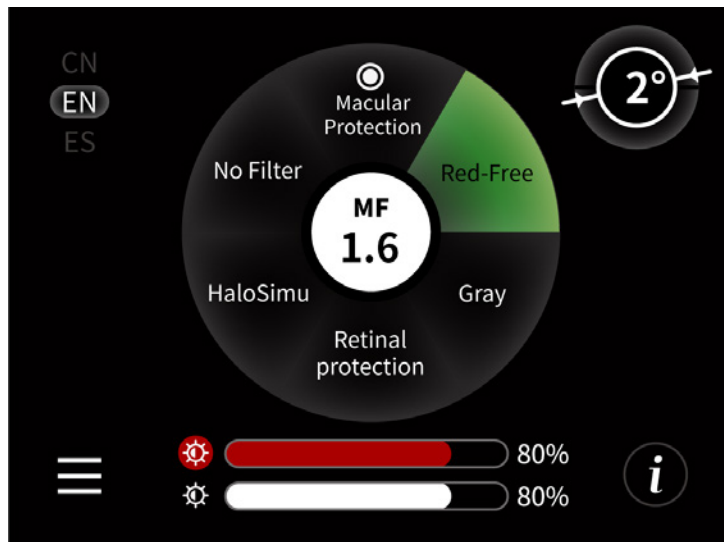 CN
EN
ES
2°
Macular
Protection
No Filter
Red-Free
MF
1.6
HaloSimu
Gray
Retinal
protection
80%
80%
i